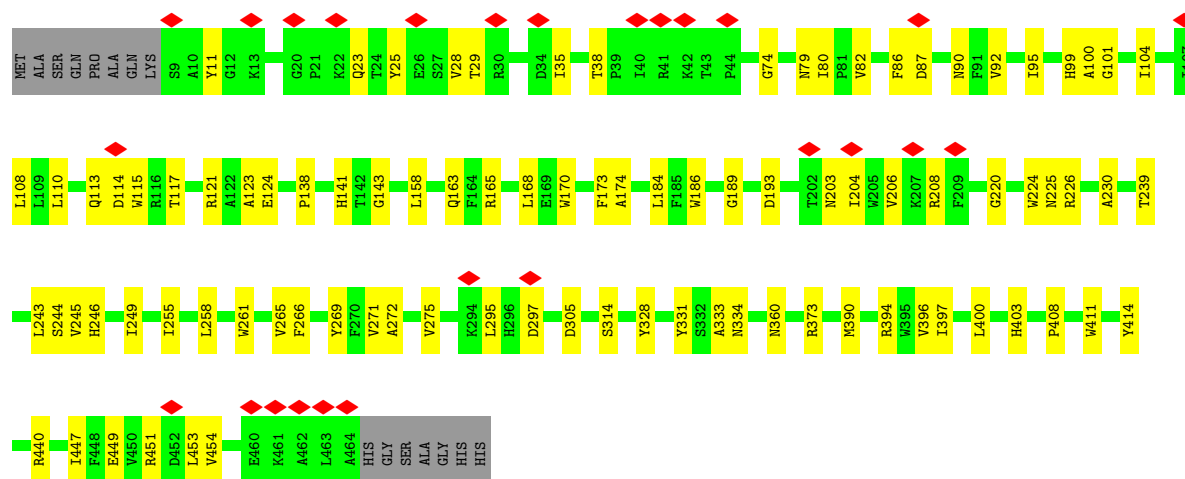 MET ALA SER GLN PRO ALA GLN LYS S9 A10 Y11 G12 K13 G20 P21 K22 Q23 T24 Y25 E26 S27 V28 T29 R30 D34 I35 T38 P39 I40 R41 K42 T43 P44 G74 N79 I80 P81 V82 F86 D87 N90 F91 V92 I95 H99 A100 G101 I104 I107
L108 L109 L110 Q113 D114 W115 R116 T117 R121 A122 A123 E124 P138 H141 T142 G143 L158 Q163 F164 R165 L168 E169 W170 F173 A174 L184 F185 W186 G189 D193 T202 N203 I204 W205 V206 K207 R208 F209 G220 W224 N225 R226 A230 T239
L243 S244 V245 H246 I249 I255 L258 W261 V265 F266 Y269 F270 V271 A272 V275 K294 L295 H296 D297 D305 S314 Y328 Y331 S332 A333 N334 N360 R373 M390 R394 W395 V396 I397 L400 H403 P408 W411 Y414
R440 I447 F448 E449 V450 R451 D452 L453 V454 E460 K461 A462 L463 A464 HIS GLY SER ALA GLY HIS HIS